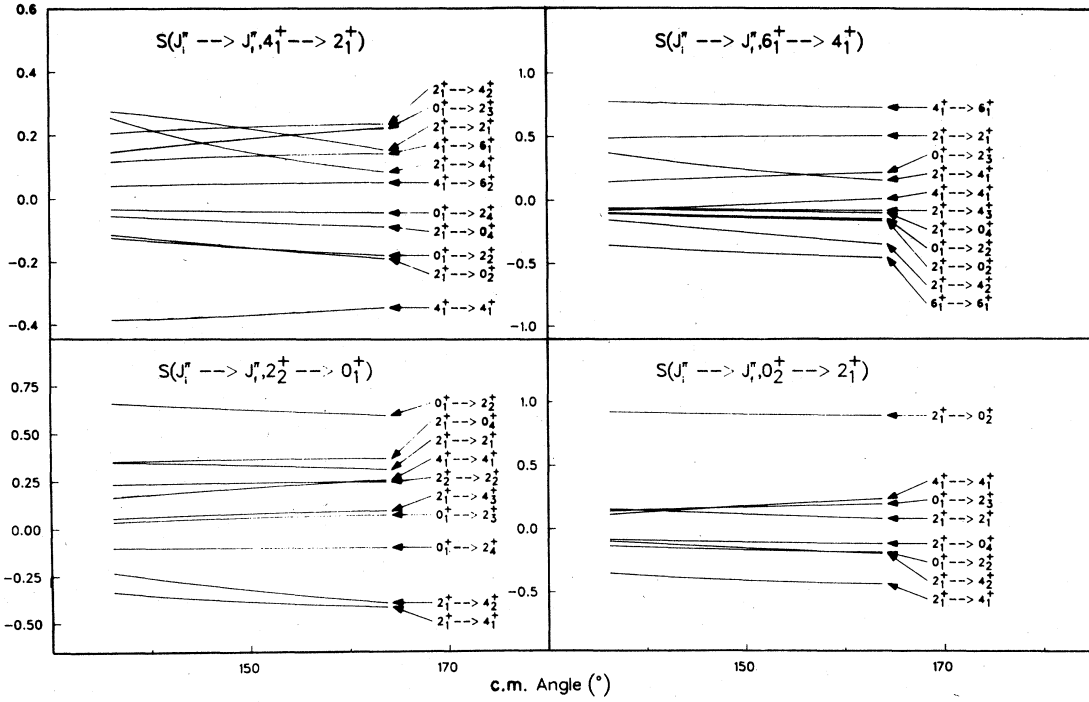 0.6
0.4
0.2
0.0
−0.2
−0.4
S(J_i^π --> J_f^π, 4_1^+ --> 2_1^+)
2_1^+ --> 4_2^+
0_1^+ --> 2_3^+
2_1^+ --> 2_1^+
4_1^+ --> 6_1^+
2_1^+ --> 4_1^+
4_1^+ --> 6_2^+
0_1^+ --> 2_4^+
2_1^+ --> 0_4^+
0_1^+ --> 2_2^+
2_1^+ --> 0_2^+
4_1^+ --> 4_1^+
1.0
0.5
0.0
−0.5
−1.0
S(J_i^π --> J_f^π, 6_1^+ --> 4_1^+)
4_1^+ --> 6_1^+
2_1^+ --> 2_1^+
0_1^+ --> 2_3^+
2_1^+ --> 4_1^+
4_1^+ --> 4_1^+
2_1^+ --> 4_3^+
2_1^+ --> 0_4^+
0_1^+ --> 2_2^+
2_1^+ --> 0_2^+
2_1^+ --> 4_2^+
6_1^+ --> 6_1^+
0.75
0.50
0.25
0.00
−0.25
−0.50
S(J_i^π --> J_f^π, 2_2^+ --> 0_1^+)
0_1^+ --> 2_2^+
2_1^+ --> 0_4^+
2_1^+ --> 2_1^+
4_1^+ --> 4_1^+
2_2^+ --> 2_2^+
2_1^+ --> 4_3^+
0_1^+ --> 2_3^+
0_1^+ --> 2_4^+
2_1^+ --> 4_2^+
2_1^+ --> 4_1^+
150 170
1.0
0.5
0.0
−0.5
S(J_i^π --> J_f^π, 0_2^+ --> 2_1^+)
2_1^+ --> 0_2^+
4_1^+ --> 4_1^+
0_1^+ --> 2_3^+
2_1^+ --> 2_1^+
2_1^+ --> 0_4^+
0_1^+ --> 2_2^+
2_1^+ --> 4_2^+
2_1^+ --> 4_1^+
150 170
c.m. Angle (°)